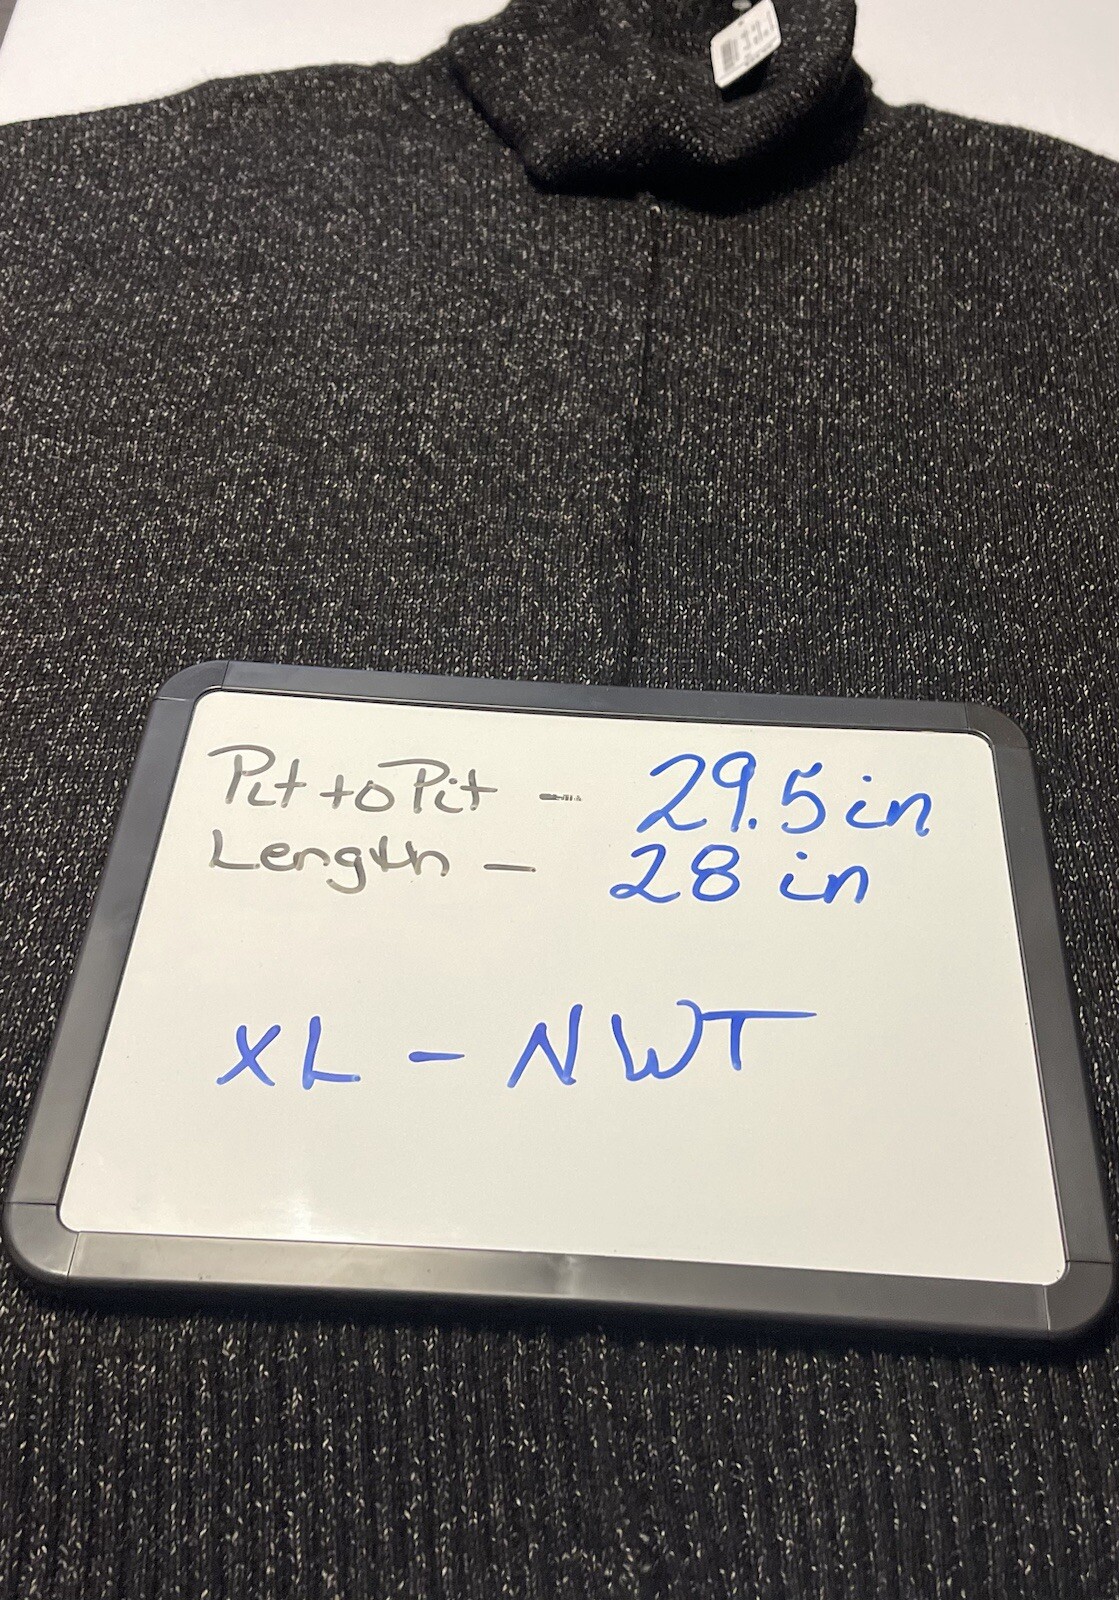 Pit to Pit - 29.5 in
Length - 28 in
XL - NWT